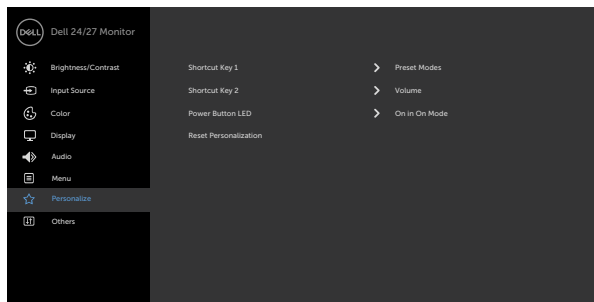 DELL Dell 24/27 Monitor
Brightness/Contrast
Input Source
Color
Display
Audio
Menu
Personalize
Others
Shortcut Key 1 Preset Modes
Shortcut Key 2 Volume
Power Button LED On in On Mode
Reset Personalization